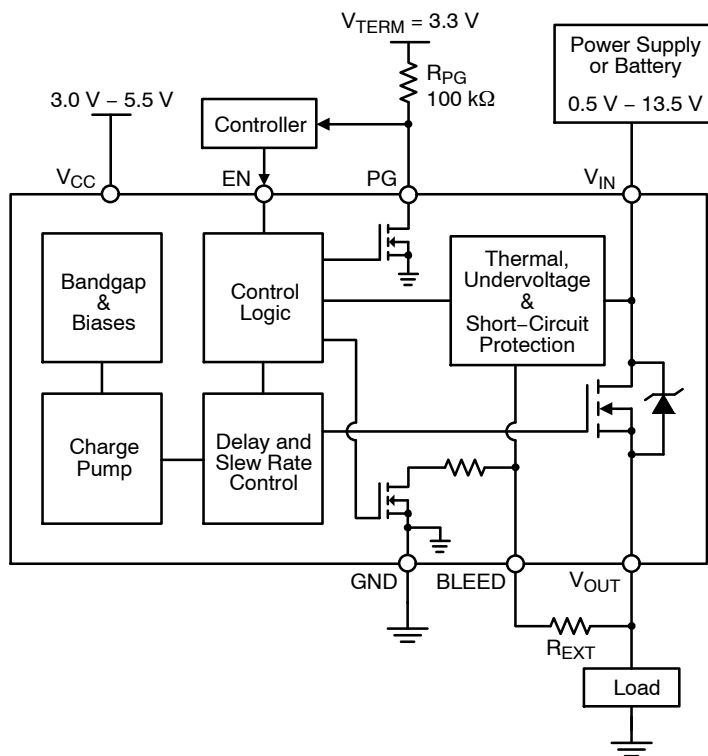 V_TERM = 3.3 V
R_PG
100 kΩ
Power Supply
or Battery
0.5 V – 13.5 V
3.0 V – 5.5 V
Controller
V_CC
EN
PG
V_IN
Bandgap
&
Biases
Control
Logic
Thermal,
Undervoltage
&
Short–Circuit
Protection
Charge
Pump
Delay and
Slew Rate
Control
GND
BLEED
V_OUT
R_EXT
Load